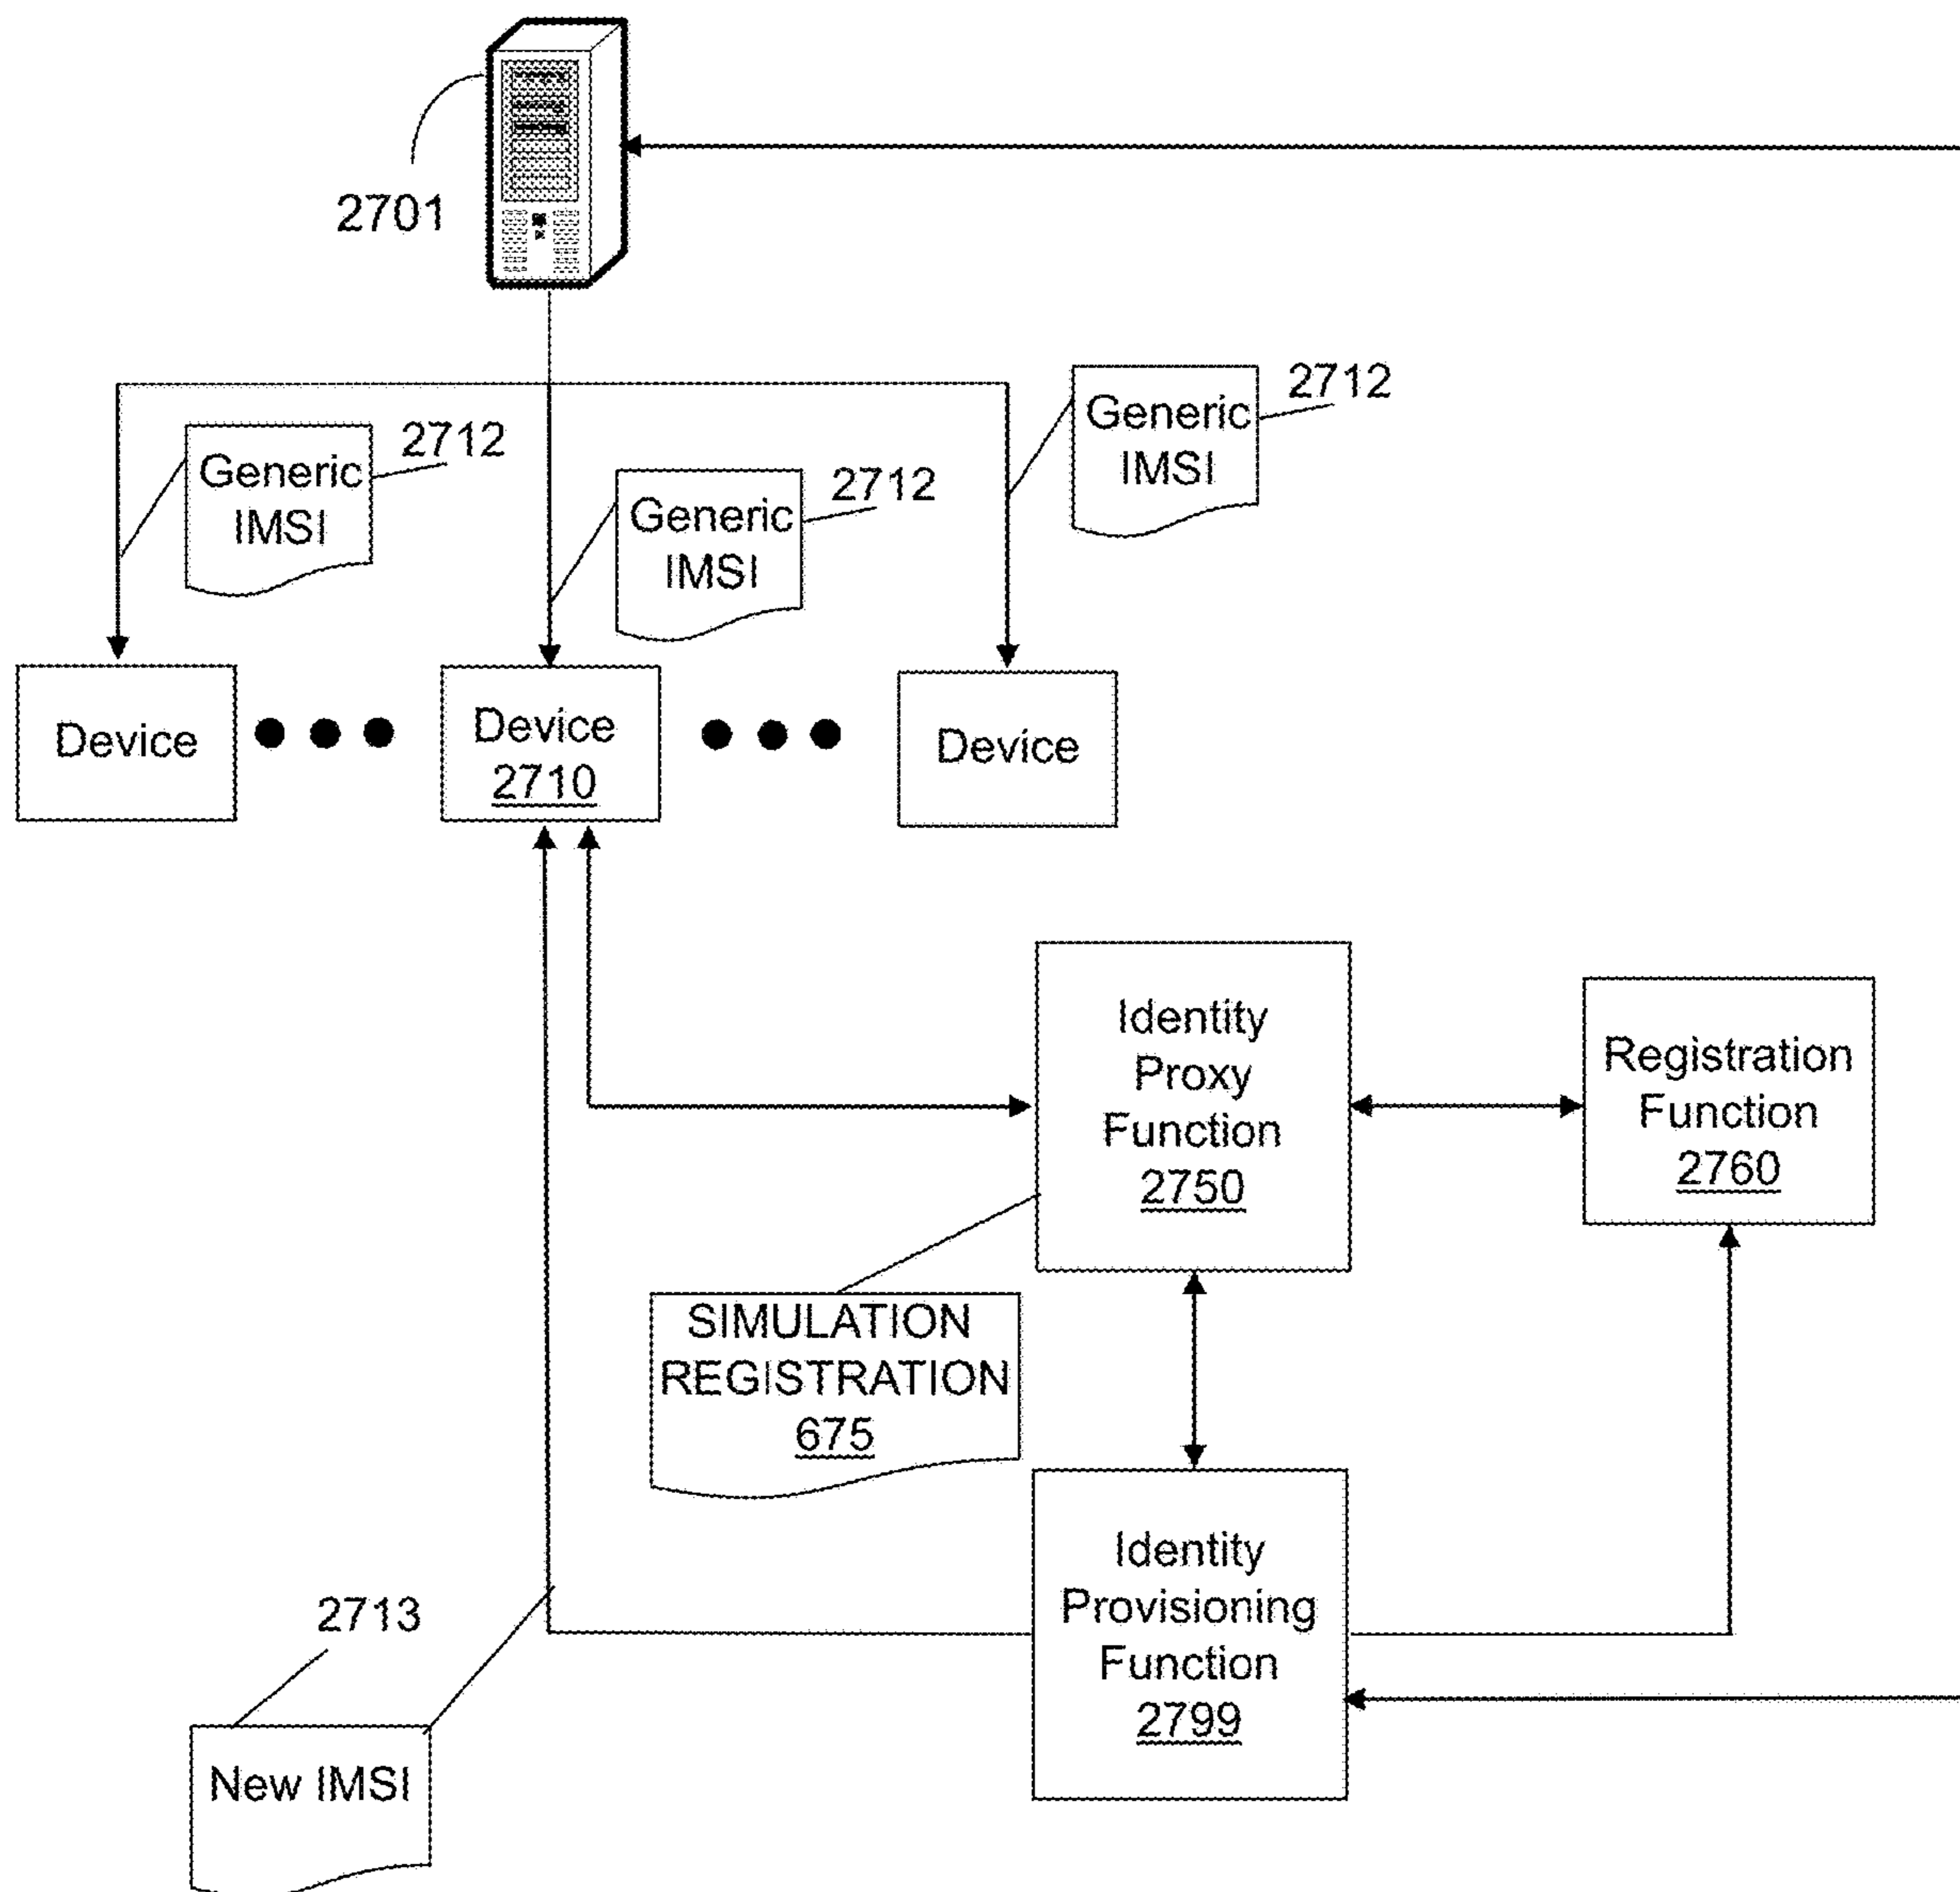 2701
2712
Generic
IMSI
2712
Generic
IMSI
2712
Generic
IMSI
Device
Device
2710
Device
Identity
Proxy
Function
2750
Registration
Function
2760
SIMULATION
REGISTRATION
675
Identity
Provisioning
Function
2799
2713
New IMSI